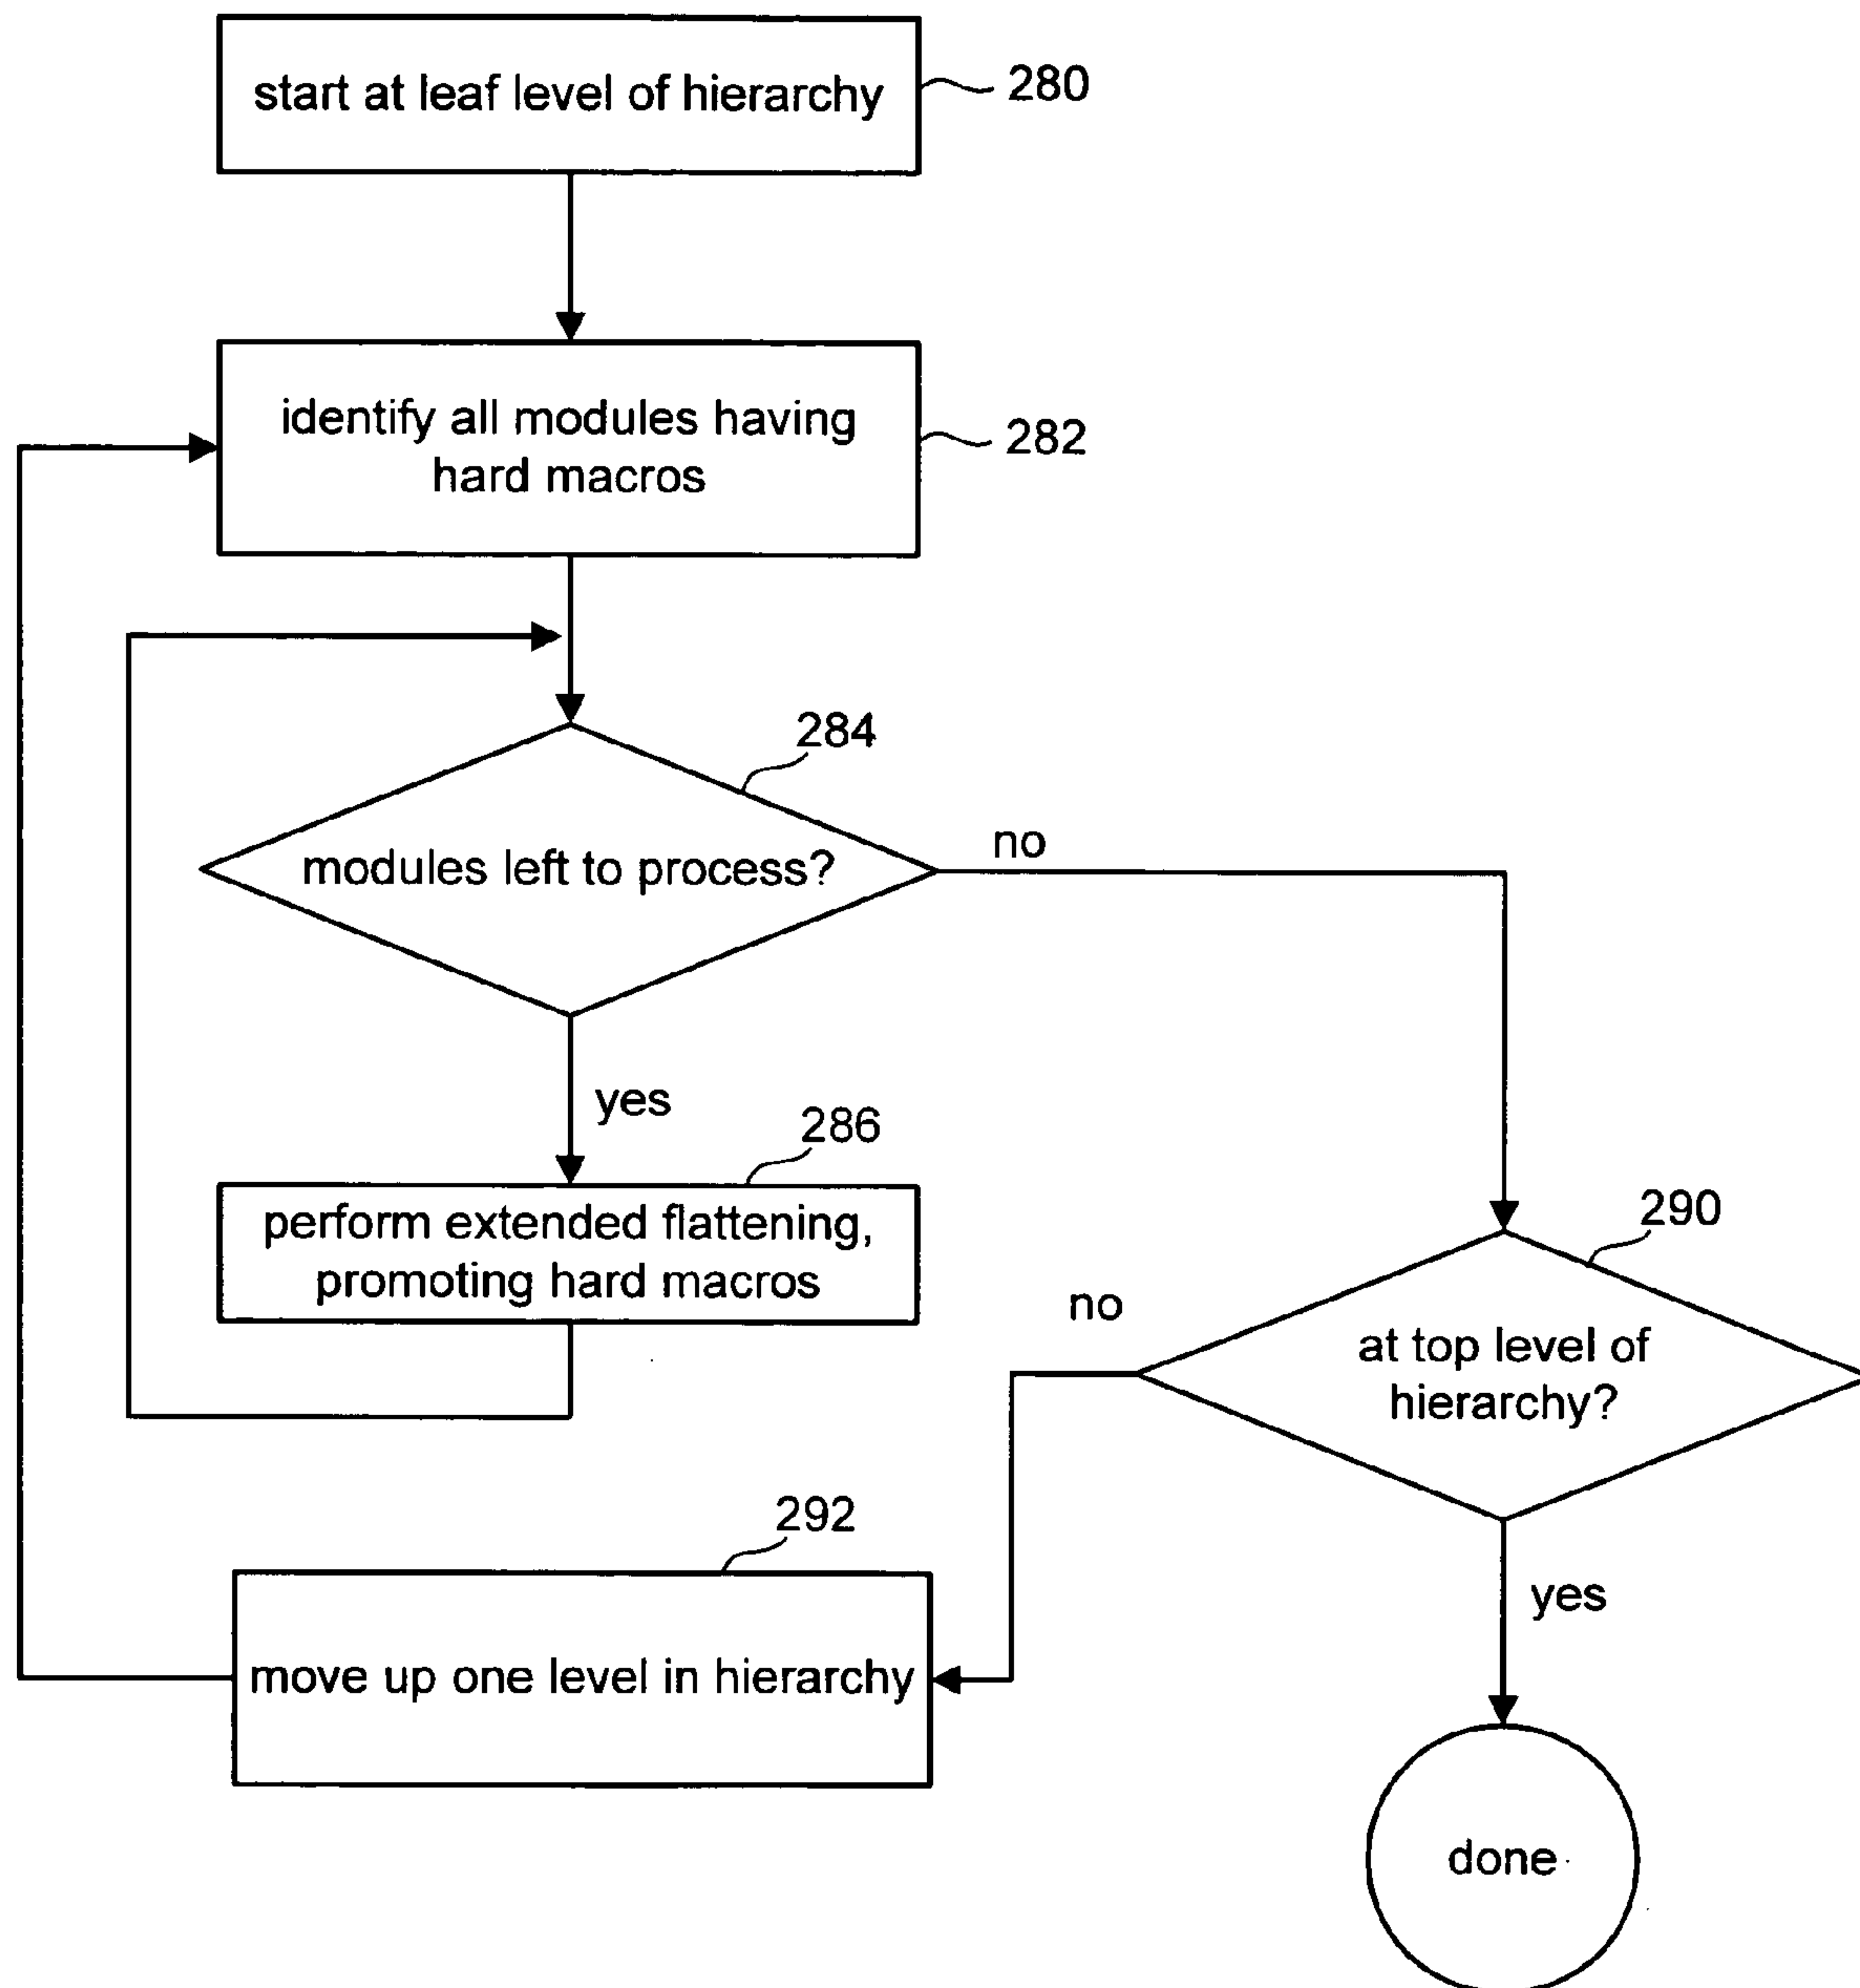 start at leaf level of hierarchy
280
identify all modules having
hard macros
282
284
modules left to process?
no
yes
286
perform extended flattening,
promoting hard macros
290
no
at top level of
hierarchy?
292
yes
move up one level in hierarchy
done